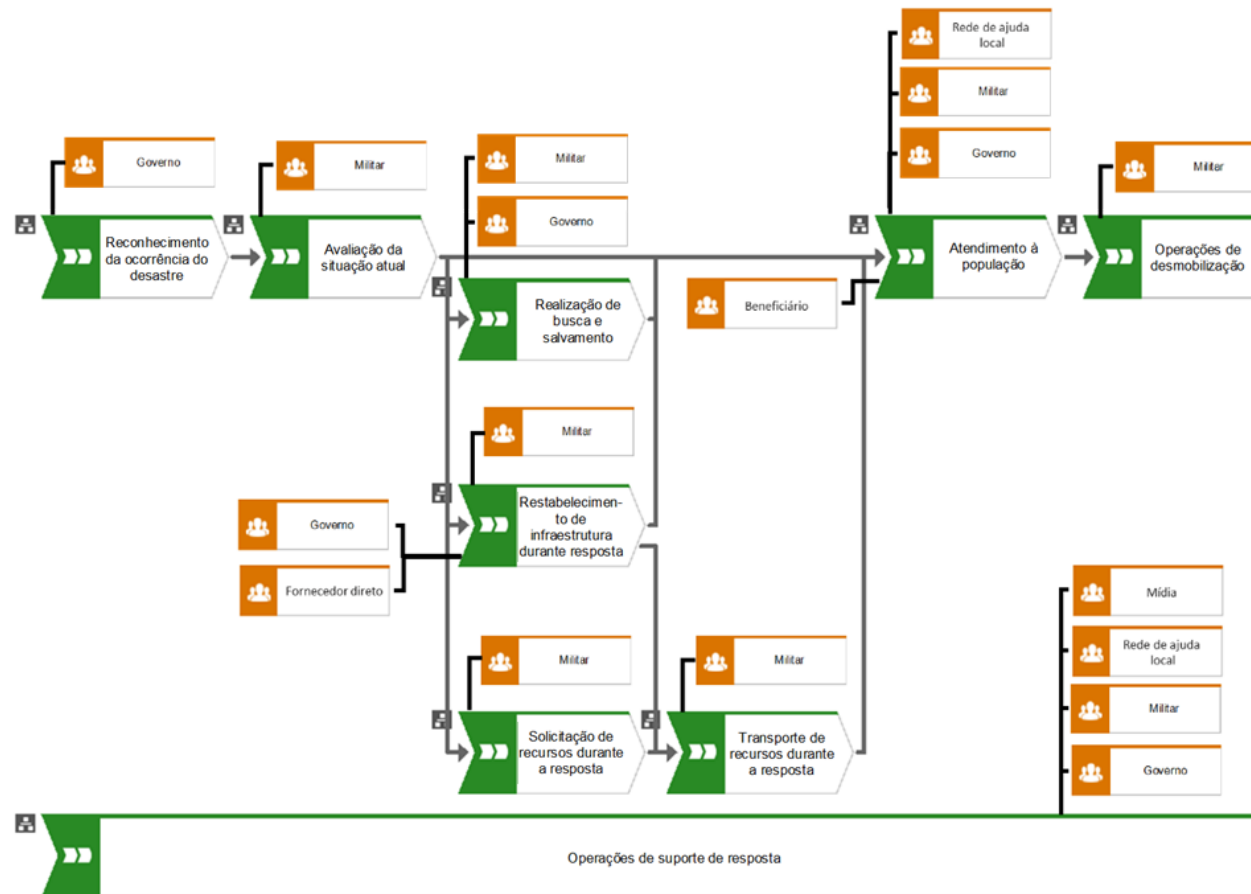 Rede de ajuda
local
Militar
Governo
Governo
Militar
Militar
Governo
Militar
Reconhecimento
da ocorrência do
desastre
Avaliação da
situação atual
Atendimento à
população
Operações de
desmobilização
Realização de
busca e
salvamento
Beneficiário
Militar
Restabelecimen-
to de
infraestrutura
durante resposta
Governo
Fornecedor direto
Militar
Militar
Solicitação de
recursos durante
a resposta
Transporte de
recursos durante
a resposta
Mídia
Rede de ajuda
local
Militar
Governo
Operações de suporte de resposta